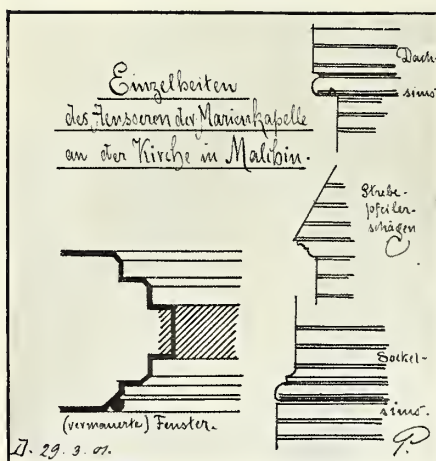 Einzelheiten
des Äusseren der Marienkapelle
an der Kirche in Malchin.
Dach-
sims.
Strebe-
pfeiler-
schrägen
Sockel-
sims.
(vermauerte) Fenster.
29. 3. 01.